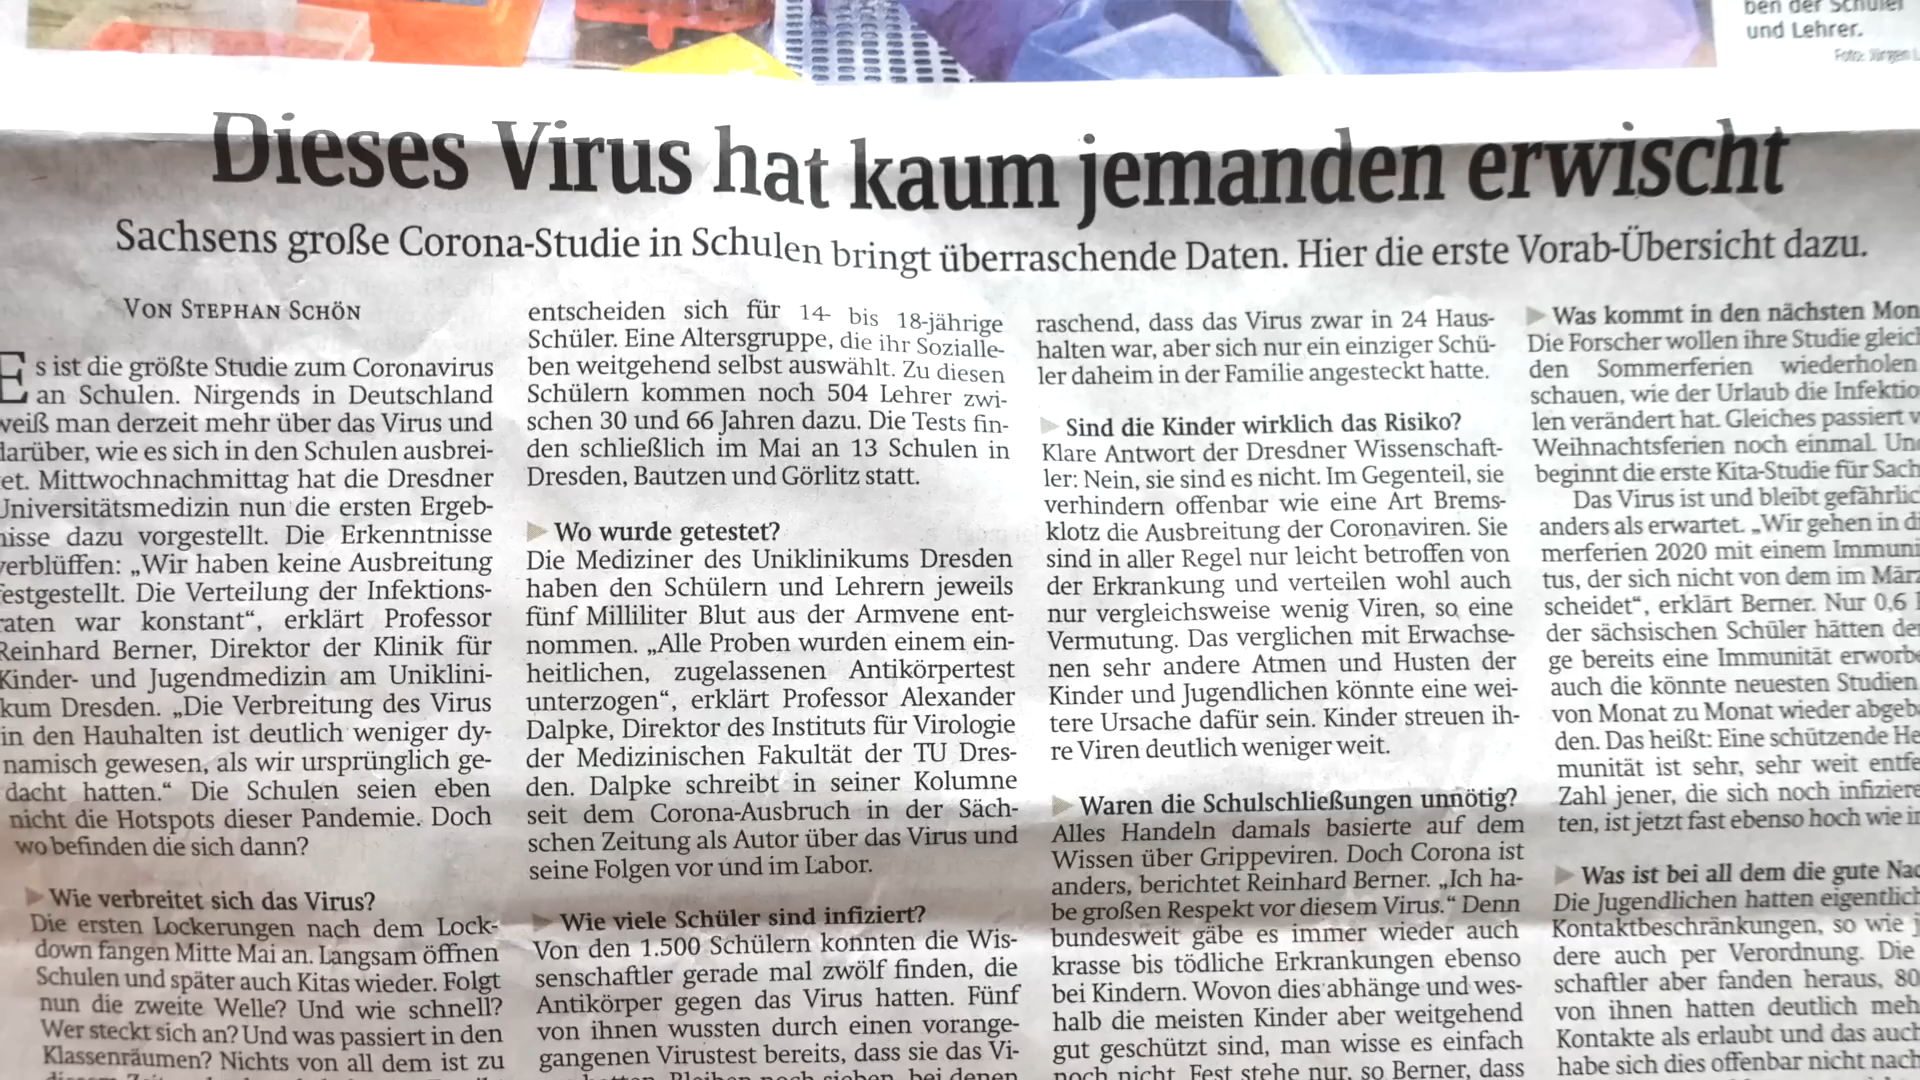 ben der Schüler
und Lehrer.
Foto: Jürgen
Dieses Virus hat kaum jemanden erwischt
Sachsens große Corona-Studie in Schulen bringt überraschende Daten. Hier die erste Vorab-Übersicht dazu.
VON STEPHAN SCHÖN
Es ist die größte Studie zum Coronavirus
an Schulen. Nirgends in Deutschland
weiß man derzeit mehr über das Virus und
darüber, wie es sich in den Schulen ausbrei-
tet. Mittwochnachmittag hat die Dresdner
Universitätsmedizin nun die ersten Ergeb-
nisse dazu vorgestellt. Die Erkenntnisse
verblüffen: „Wir haben keine Ausbreitung
festgestellt. Die Verteilung der Infektions-
raten war konstant“, erklärt Professor
Reinhard Berner, Direktor der Klinik für
Kinder- und Jugendmedizin am Uniklini-
kum Dresden. „Die Verbreitung des Virus
in den Hauhalten ist deutlich weniger dy-
namisch gewesen, als wir ursprünglich ge-
dacht hatten.“ Die Schulen seien eben
nicht die Hotspots dieser Pandemie. Doch
wo befinden die sich dann?
Wie verbreitet sich das Virus?
Die ersten Lockerungen nach dem Lock-
down fangen Mitte Mai an. Langsam öffnen
Schulen und später auch Kitas wieder. Folgt
nun die zweite Welle? Und wie schnell?
Wer steckt sich an? Und was passiert in den
Klassenräumen? Nichts von all dem ist zu
entscheiden sich für 14- bis 18-jährige
Schüler. Eine Altersgruppe, die ihr Sozialle-
ben weitgehend selbst auswählt. Zu diesen
Schülern kommen noch 504 Lehrer zwi-
schen 30 und 66 Jahren dazu. Die Tests fin-
den schließlich im Mai an 13 Schulen in
Dresden, Bautzen und Görlitz statt.
Wo wurde getestet?
Die Mediziner des Uniklinikums Dresden
haben den Schülern und Lehrern jeweils
fünf Milliliter Blut aus der Armvene ent-
nommen. „Alle Proben wurden einem ein-
heitlichen, zugelassenen Antikörpertest
unterzogen“, erklärt Professor Alexander
Dalpke, Direktor des Instituts für Virologie
der Medizinischen Fakultät der TU Dres-
den. Dalpke schreibt in seiner Kolumne
seit dem Corona-Ausbruch in der Säch-
schen Zeitung als Autor über das Virus und
seine Folgen vor und im Labor.
Wie viele Schüler sind infiziert?
Von den 1.500 Schülern konnten die Wis-
senschaftler gerade mal zwölf finden, die
Antikörper gegen das Virus hatten. Fünf
von ihnen wussten durch einen vorange-
gangenen Virustest bereits, dass sie das Vi-
raschend, dass das Virus zwar in 24 Haus-
halten war, aber sich nur ein einziger Schü-
ler daheim in der Familie angesteckt hatte.
Sind die Kinder wirklich das Risiko?
Klare Antwort der Dresdner Wissenschaft-
ler: Nein, sie sind es nicht. Im Gegenteil, sie
verhindern offenbar wie eine Art Brems-
klotz die Ausbreitung der Coronaviren. Sie
sind in aller Regel nur leicht betroffen von
der Erkrankung und verteilen wohl auch
nur vergleichsweise wenig Viren, so eine
Vermutung. Das verglichen mit Erwachse-
nen sehr andere Atmen und Husten der
Kinder und Jugendlichen könnte eine wei-
tere Ursache dafür sein. Kinder streuen ih-
re Viren deutlich weniger weit.
Waren die Schulschließungen unnötig?
Alles Handeln damals basierte auf dem
Wissen über Grippeviren. Doch Corona ist
anders, berichtet Reinhard Berner. „Ich ha-
be großen Respekt vor diesem Virus.“ Denn
bundesweit gäbe es immer wieder auch
krasse bis tödliche Erkrankungen ebenso
bei Kindern. Wovon dies abhänge und wes-
halb die meisten Kinder aber weitgehend
gut geschützt sind, man wisse es einfach
noch nicht. Fest stehe nur, so Berner, dass
Was kommt in den nächsten Mon
Die Forscher wollen ihre Studie gleich
den Sommerferien wiederholen
schauen, wie der Urlaub die Infektio
len verändert hat. Gleiches passiert
Weihnachtsferien noch einmal. Und
beginnt die erste Kita-Studie für Sach
Das Virus ist und bleibt gefährlic
anders als erwartet. „Wir gehen in di
merferien 2020 mit einem Immuni
tus, der sich nicht von dem im März
scheidet“, erklärt Berner. Nur 0,6
der sächsischen Schüler hätten de
ge bereits eine Immunität erworbe
auch die könnte neuesten Studien
von Monat zu Monat wieder abgeb
den. Das heißt: Eine schützende He
munität ist sehr, sehr weit entfe
Zahl jener, die sich noch infiziere
ten, ist jetzt fast ebenso hoch wie i
Was ist bei all dem die gute Nac
Die Jugendlichen hatten eigentlich
Kontaktbeschränkungen, so wie j
dere auch per Verordnung. Die
schaftler aber fanden heraus, 80
von ihnen hatten deutlich meh
Kontakte als erlaubt und das auch
habe sich dies offenbar nicht nach